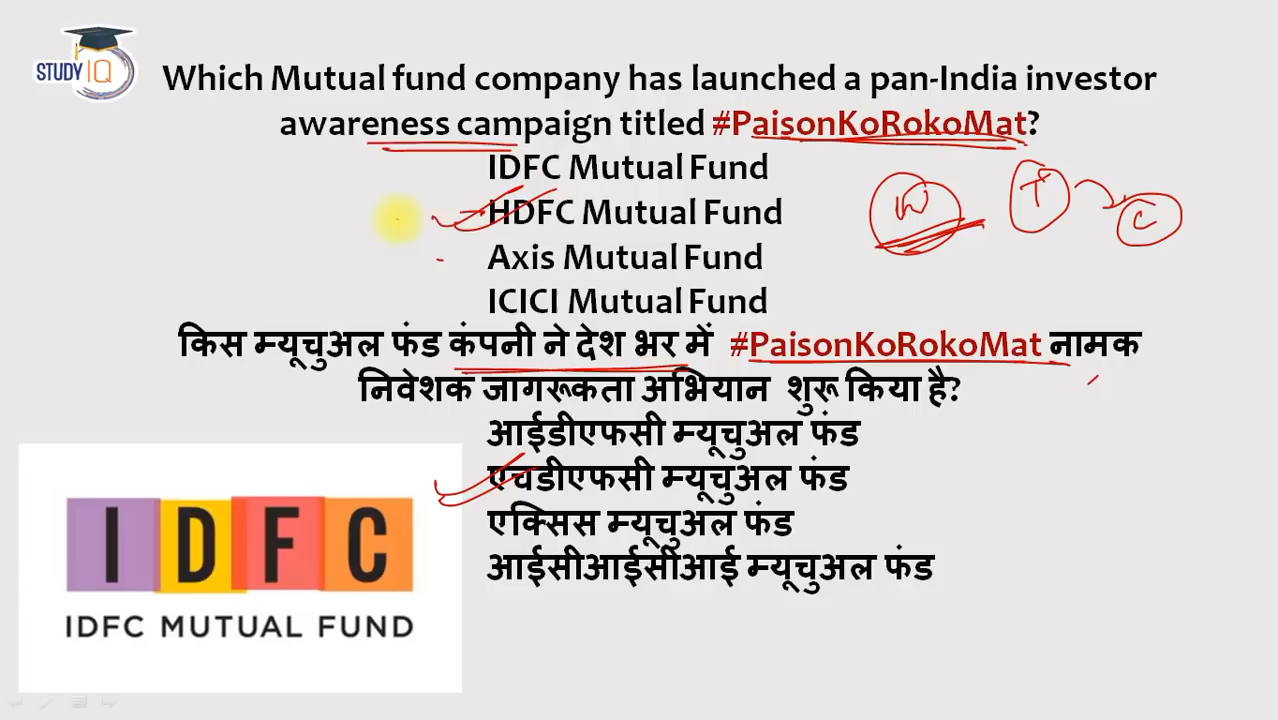 STUDY IQ
Which Mutual fund company has launched a pan-India investor
awareness campaign titled #PaisonKoRokoMat?
IDFC Mutual Fund
HDFC Mutual Fund
Axis Mutual Fund
ICICI Mutual Fund
W T C
किस म्यूचुअल फंड कंपनी ने देश भर में #PaisonKoRokoMat नामक
निवेशक जागरूकता अभियान शुरू किया है?
आईडीएफसी म्यूचुअल फंड
एचडीएफसी म्यूचुअल फंड
एक्सिस म्यूचुअल फंड
आईसीआईसीआई म्यूचुअल फंड
IDFC
IDFC MUTUAL FUND